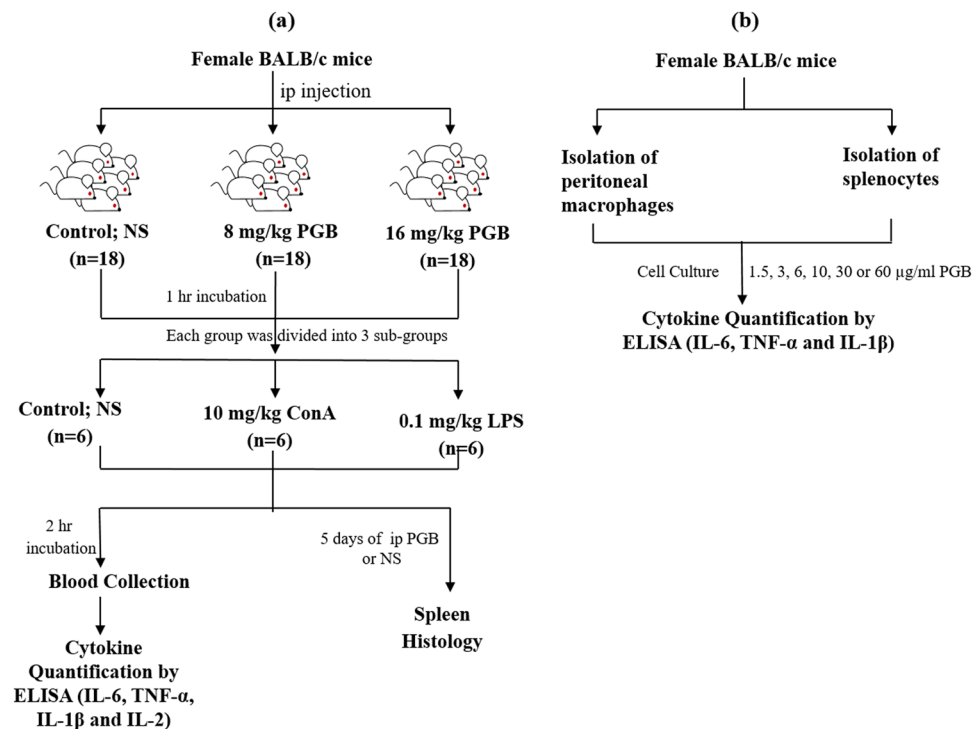 (a)
Female BALB/c mice
ip injection
Control; NS
(n=18)
8 mg/kg PGB
(n=18)
16 mg/kg PGB
(n=18)
1 hr incubation
Each group was divided into 3 sub-groups
Control; NS
(n=6)
10 mg/kg ConA
(n=6)
0.1 mg/kg LPS
(n=6)
2 hr
incubation
Blood Collection
Cytokine
Quantification by
ELISA (IL-6, TNF-α,
IL-1β and IL-2)
5 days of ip PGB
or NS
Spleen
Histology
(b)
Female BALB/c mice
Isolation of
peritoneal
macrophages
Isolation of
splenocytes
Cell Culture
1.5, 3, 6, 10, 30 or 60 µg/ml PGB
Cytokine Quantification by
ELISA (IL-6, TNF-α and IL-1β)